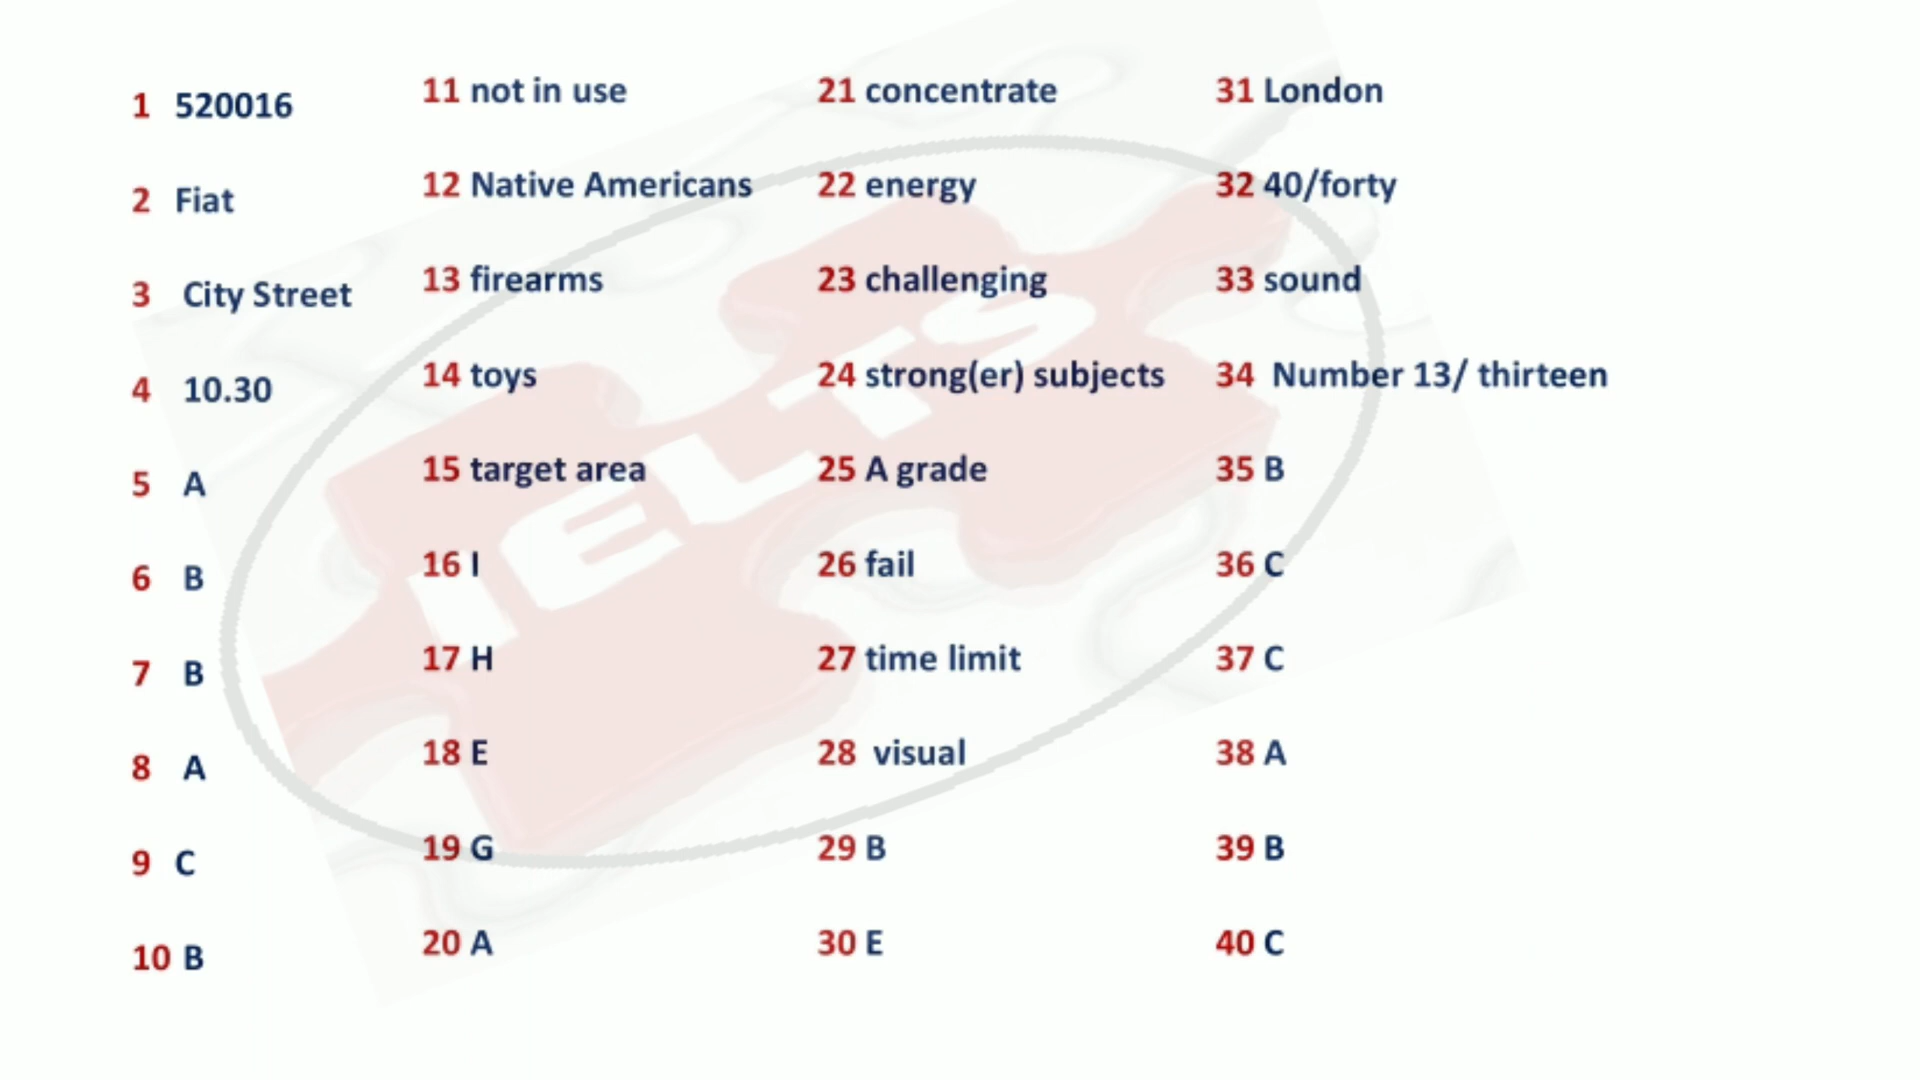 1 520016
2 Fiat
3 City Street
4 10.30
5 A
6 B
7 B
8 A
9 C
10 B
11 not in use
12 Native Americans
13 firearms
14 toys
15 target area
16 I
17 H
18 E
19 G
20 A
21 concentrate
22 energy
23 challenging
24 strong(er) subjects
25 A grade
26 fail
27 time limit
28 visual
29 B
30 E
31 London
32 40/forty
33 sound
34 Number 13/ thirteen
35 B
36 C
37 C
38 A
39 B
40 C
IELTS